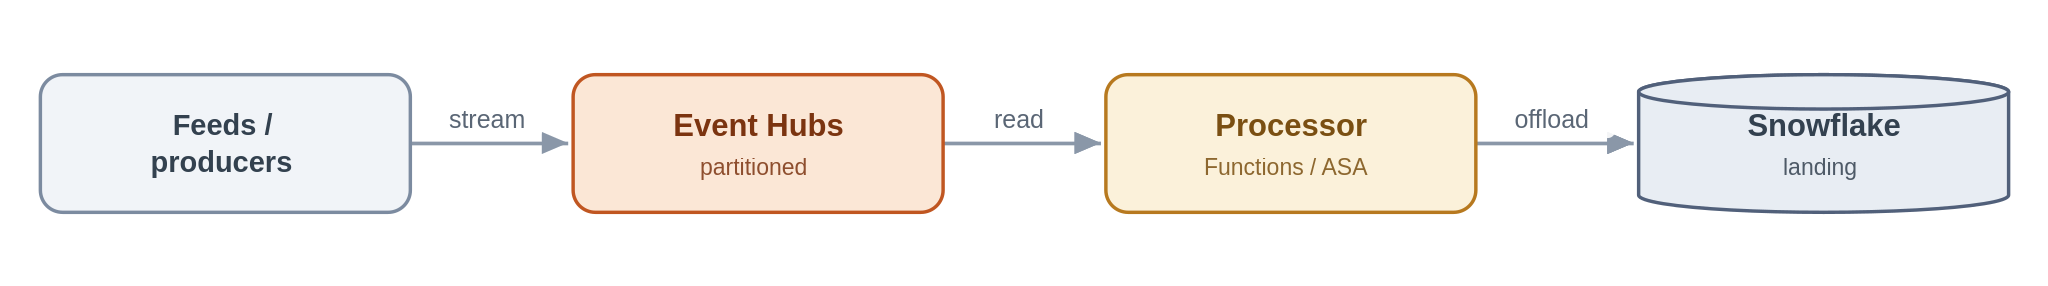 Feeds /
producers
stream
Event Hubs
partitioned
read
Processor
Functions / ASA
offload
Snowflake
landing